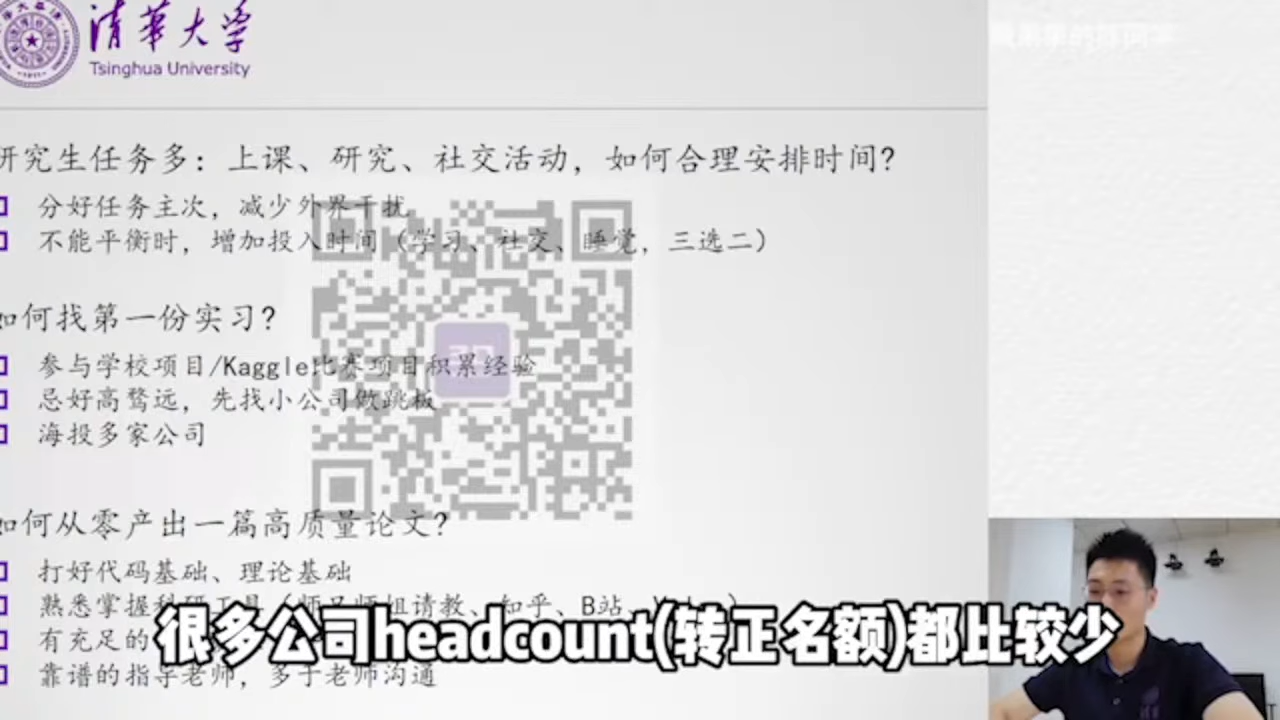 清华大学
Tsinghua University
研究生任务多：上课、研究、社交活动，如何合理安排时间？
分好任务主次，减少外界干扰
不能平衡时，增加投入时间（学习、社交、睡觉，三选二）
如何找第一份实习？
参与学校项目/Kaggle比赛项目积累经验
忌好高骛远，先找小公司做跳板
海投多家公司
如何从零产出一篇高质量论文？
打好代码基础、理论基础
熟悉掌握科研工具（师兄师姐请教、知乎、B站、
有充足的
靠谱的指导老师，多于老师沟通
很多公司headcount(转正名额)都比较少